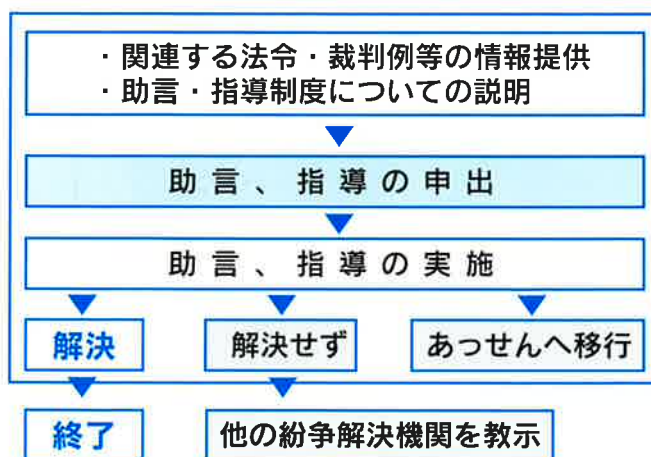 ・関連する法令・裁判例等の情報提供
・助言・指導制度についての説明
助言、指導の申出
助言、指導の実施
解決
解決せず
あっせんへ移行
終了
他の紛争解決機関を教示